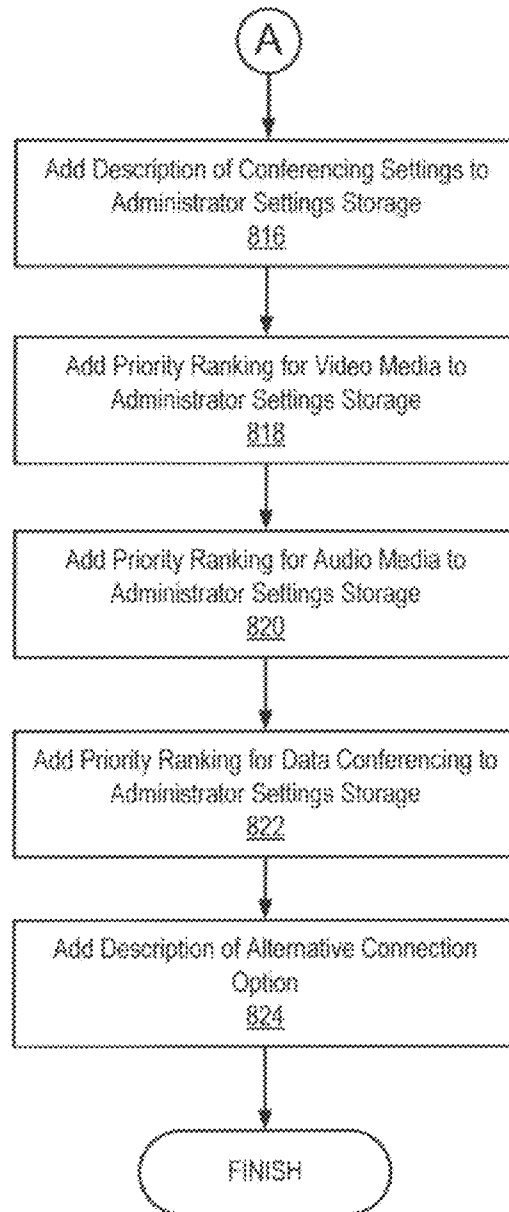 A
Add Description of Conferencing Settings to
Administrator Settings Storage
816
Add Priority Ranking for Video Media to
Administrator Settings Storage
818
Add Priority Ranking for Audio Media to
Administrator Settings Storage
820
Add Priority Ranking for Data Conferencing to
Administrator Settings Storage
822
Add Description of Alternative Connection
Option
824
FINISH